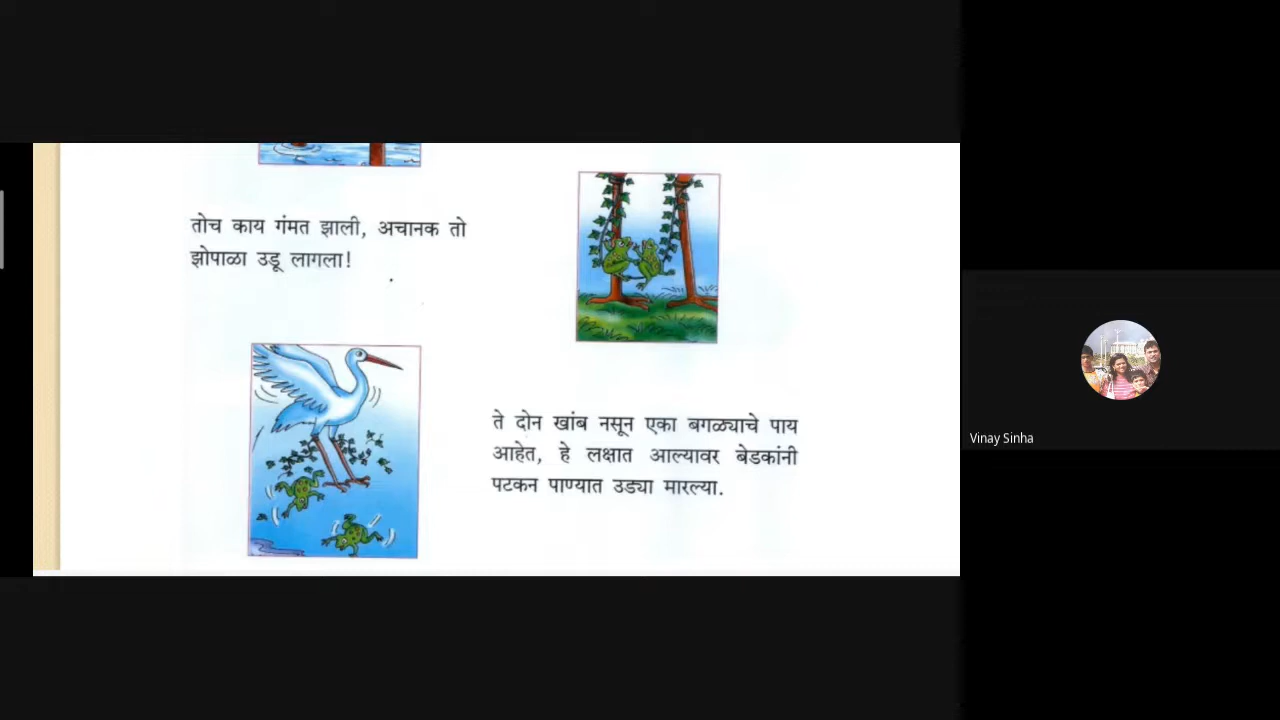 तोच काय गंमत झाली, अचानक तो
झोपाळा उडू लागला!
ते दोन खांब नसून एका बगळ्याचे पाय
आहेत, हे लक्षात आल्यावर बेडकांनी
पटकन पाण्यात उड्या मारल्या.
Vinay Sinha